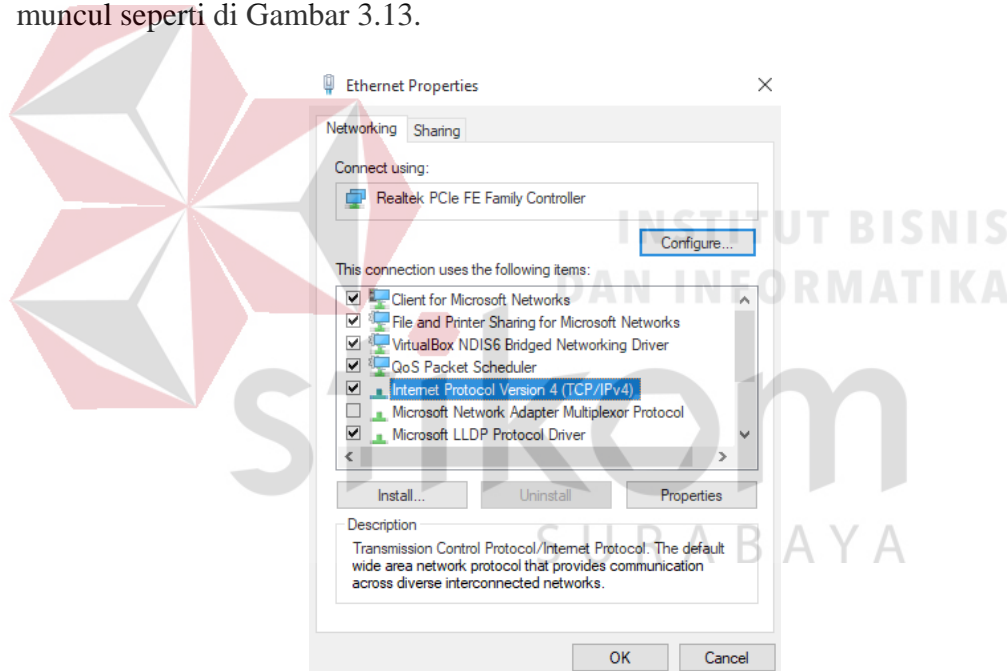 muncul seperti di Gambar 3.13.
Ethernet Properties
Networking Sharing
Connect using:
Realtek PCIe FE Family Controller
Configure...
This connection uses the following items:
Client for Microsoft Networks
File and Printer Sharing for Microsoft Networks
VirtualBox NDIS6 Bridged Networking Driver
QoS Packet Scheduler
Internet Protocol Version 4 (TCP/IPv4)
Microsoft Network Adapter Multiplexor Protocol
Microsoft LLDP Protocol Driver
Install... Uninstall Properties
Description
Transmission Control Protocol/Internet Protocol. The default
wide area network protocol that provides communication
across diverse interconnected networks.
OK Cancel
INSTITUT BISNIS
DAN INFORMATIKA
stikom
SURABAYA